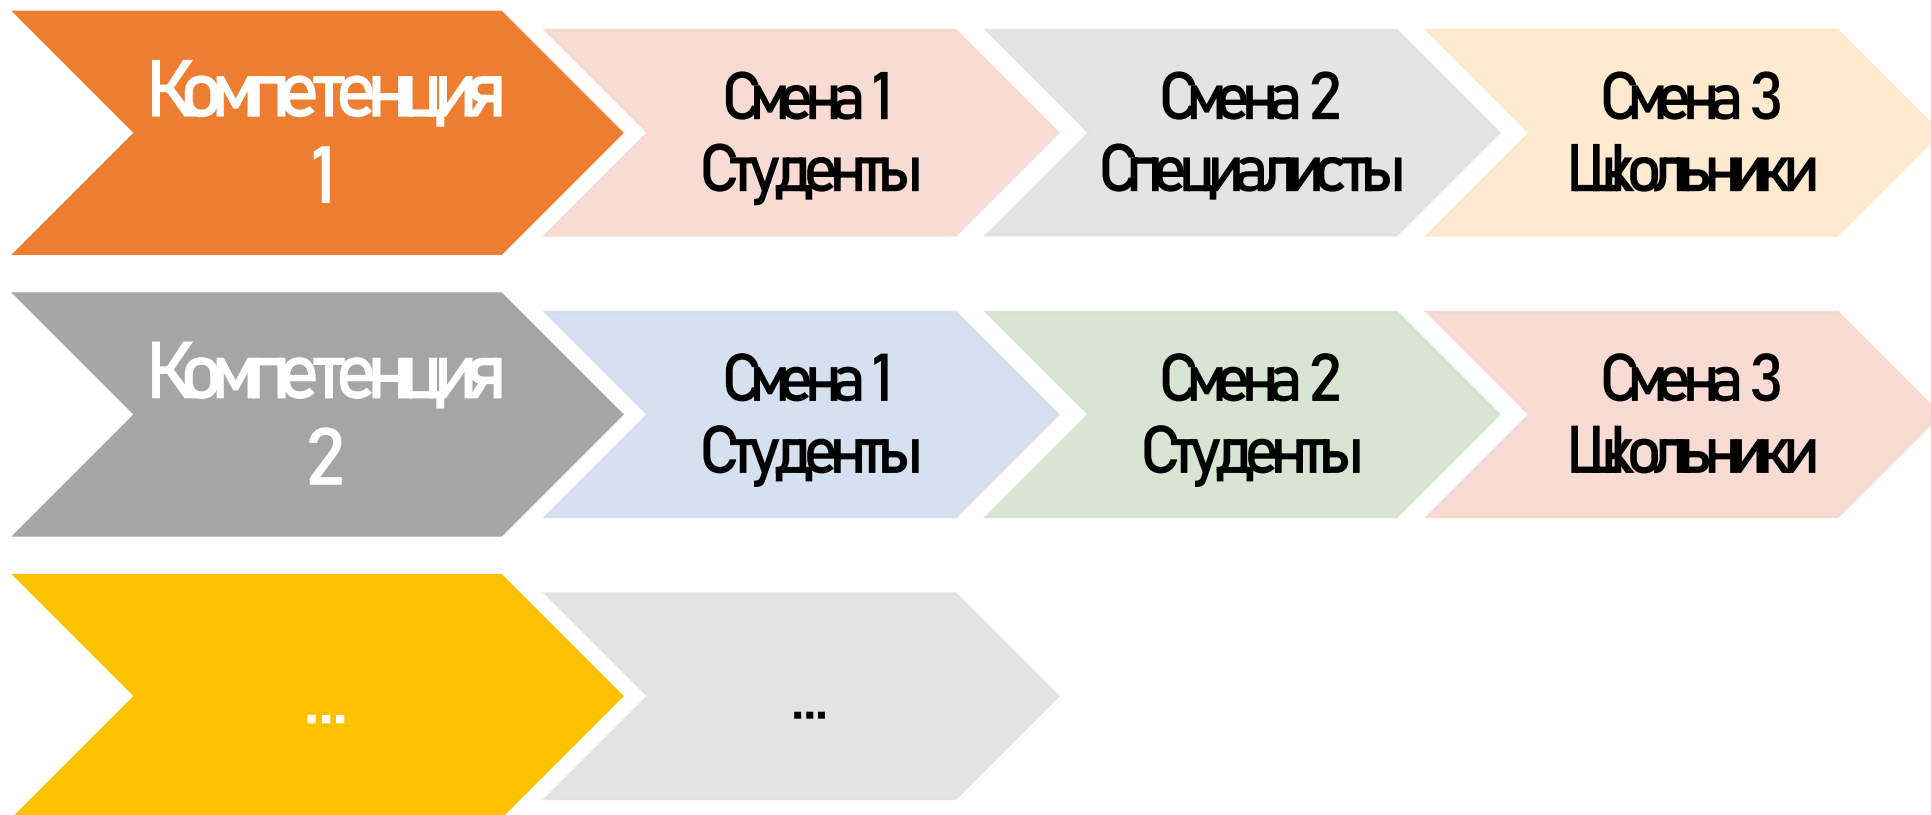 Компетенция
1
Смена 1
Студенты
Смена 2
Специалисты
Смена 3
Школьники
Компетенция
2
Смена 1
Студенты
Смена 2
Студенты
Смена 3
Школьники
...
...